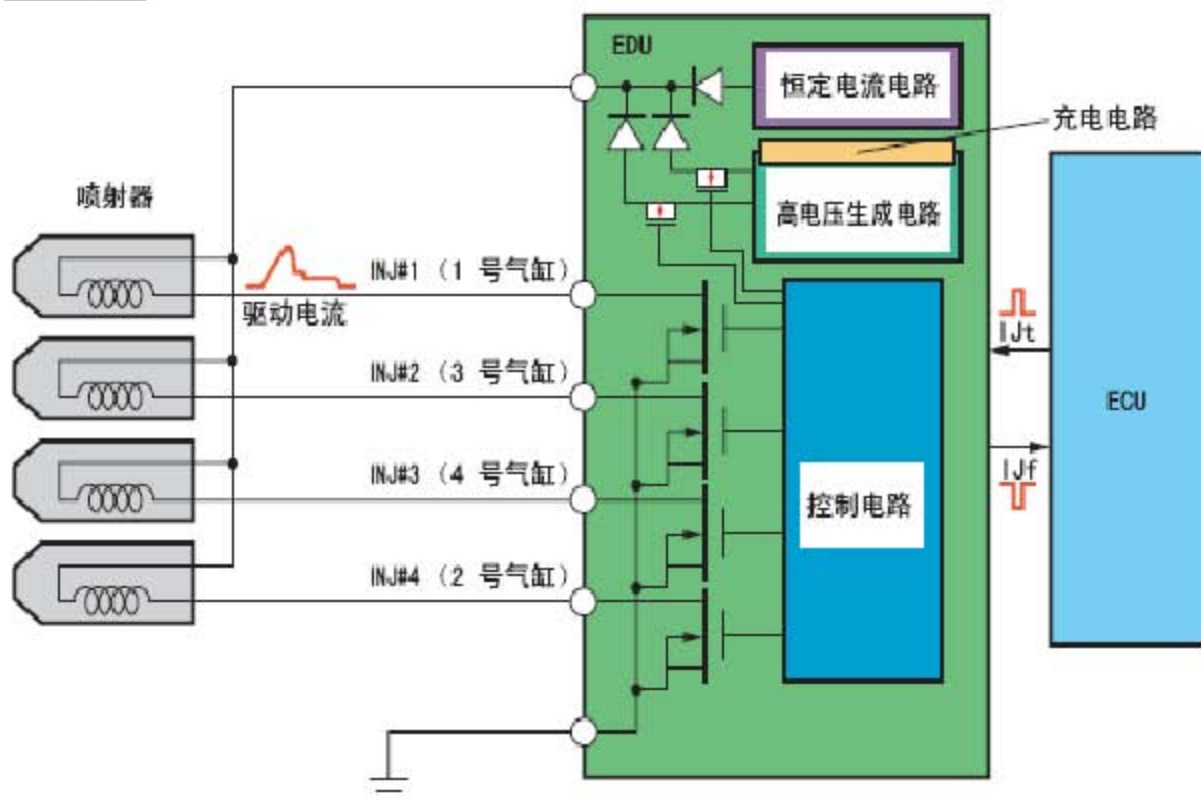 EDU
恒定电流电路
充电电路
高电压生成电路
喷射器
驱动电流
INJ#1 (1 号气缸)
INJ#2 (3 号气缸)
INJ#3 (4 号气缸)
INJ#4 (2 号气缸)
控制电路
IJt
IJf
ECU